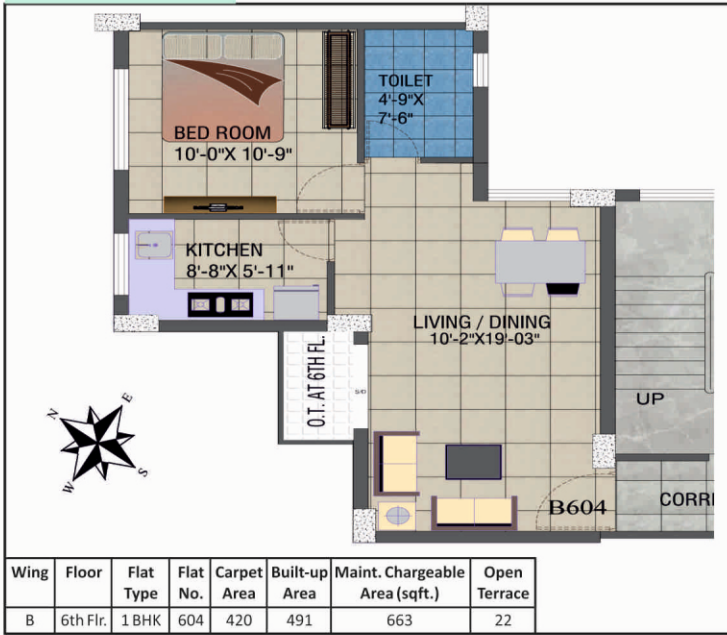 TOILET
4'-9"X
7'-6"
BED ROOM
10'-0"X 10'-9"
KITCHEN
8'-8"X 5'-11"
LIVING / DINING
10'-2"X19'-03"
O.T. AT 6TH FL.
UP
B604
CORRI
N
E
W
S
Wing Floor Flat Type Flat No. Carpet Area Built-up Area Maint. Chargeable Area (sqft.) Open Terrace
B 6th Flr. 1 BHK 604 420 491 663 22